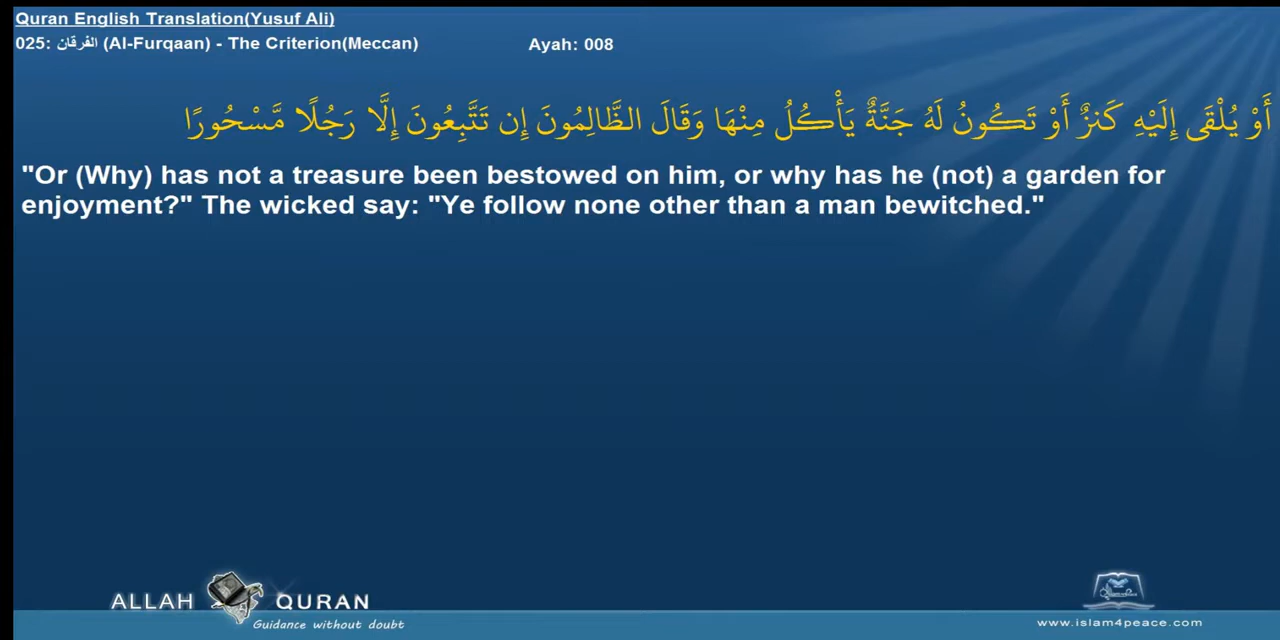 Quran English Translation(Yusuf Ali)
025: الفرقان (Al-Furqaan) - The Criterion(Meccan) Ayah: 008
أَوْ يُلْقَى إِلَيْهِ كَنزٌ أَوْ تَكُونُ لَهُ جَنَّةٌ يَأْكُلُ مِنْهَا وَقَالَ الظَّالِمُونَ إِن تَتَّبِعُونَ إِلَّا رَجُلًا مَّسْحُورًا
"Or (Why) has not a treasure been bestowed on him, or why has he (not) a garden for
enjoyment?" The wicked say: "Ye follow none other than a man bewitched."
ALLAH QURAN
Guidance without doubt
www.islam4peace.com